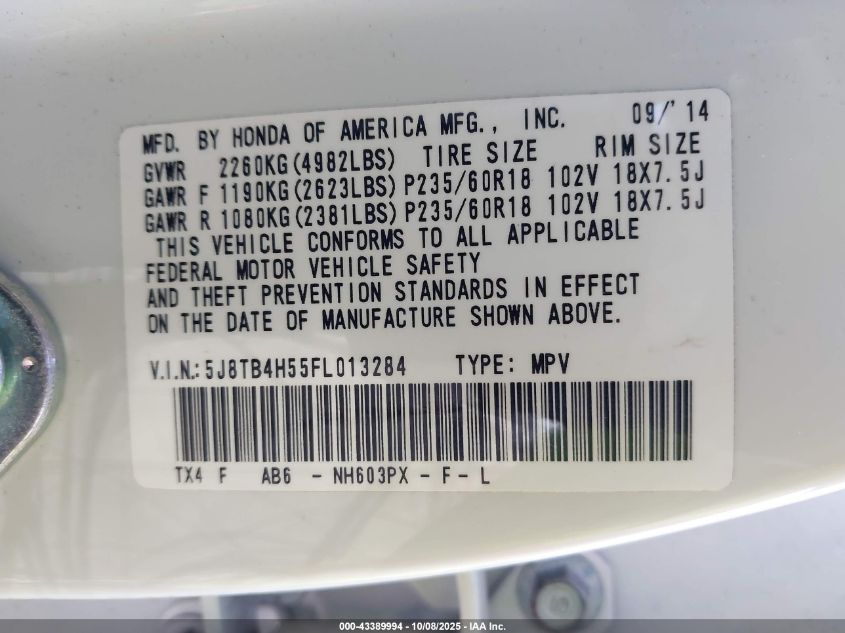 MFD. BY HONDA OF AMERICA MFG., INC. 09/'14
GVWR 2260KG(4982LBS) TIRE SIZE RIM SIZE
GAWR F 1190KG(2623LBS) P235/60R18 102V 18X7.5J
GAWR R 1080KG(2381LBS) P235/60R18 102V 18X7.5J
THIS VEHICLE CONFORMS TO ALL APPLICABLE
FEDERAL MOTOR VEHICLE SAFETY
AND THEFT PREVENTION STANDARDS IN EFFECT
ON THE DATE OF MANUFACTURE SHOWN ABOVE.
V.I.N.: 5J8TB4H55FL013284 TYPE: MPV
TX4 F AB6 - NH603PX - F - L
000-43389994 - 10/08/2025 - IAA Inc.